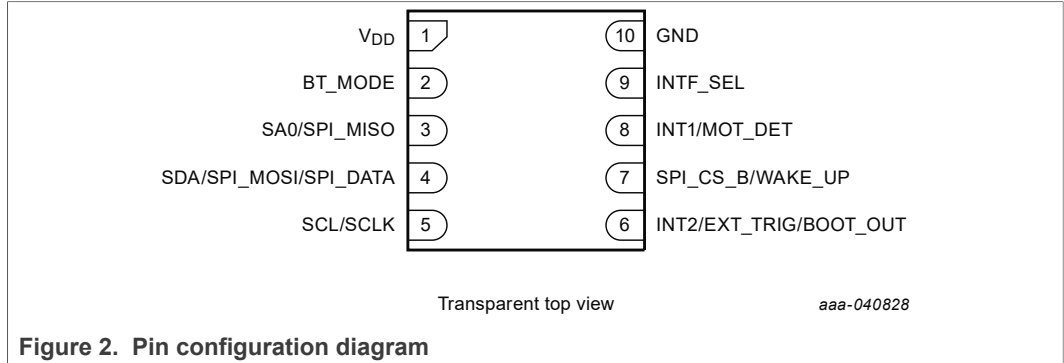 VDD 1 10 GND
BT_MODE 2 9 INTF_SEL
SA0/SPI_MISO 3 8 INT1/MOT_DET
SDA/SPI_MOSI/SPI_DATA 4 7 SPI_CS_B/WAKE_UP
SCL/SCLK 5 6 INT2/EXT_TRIG/BOOT_OUT
Transparent top view aaa-040828
Figure 2. Pin configuration diagram